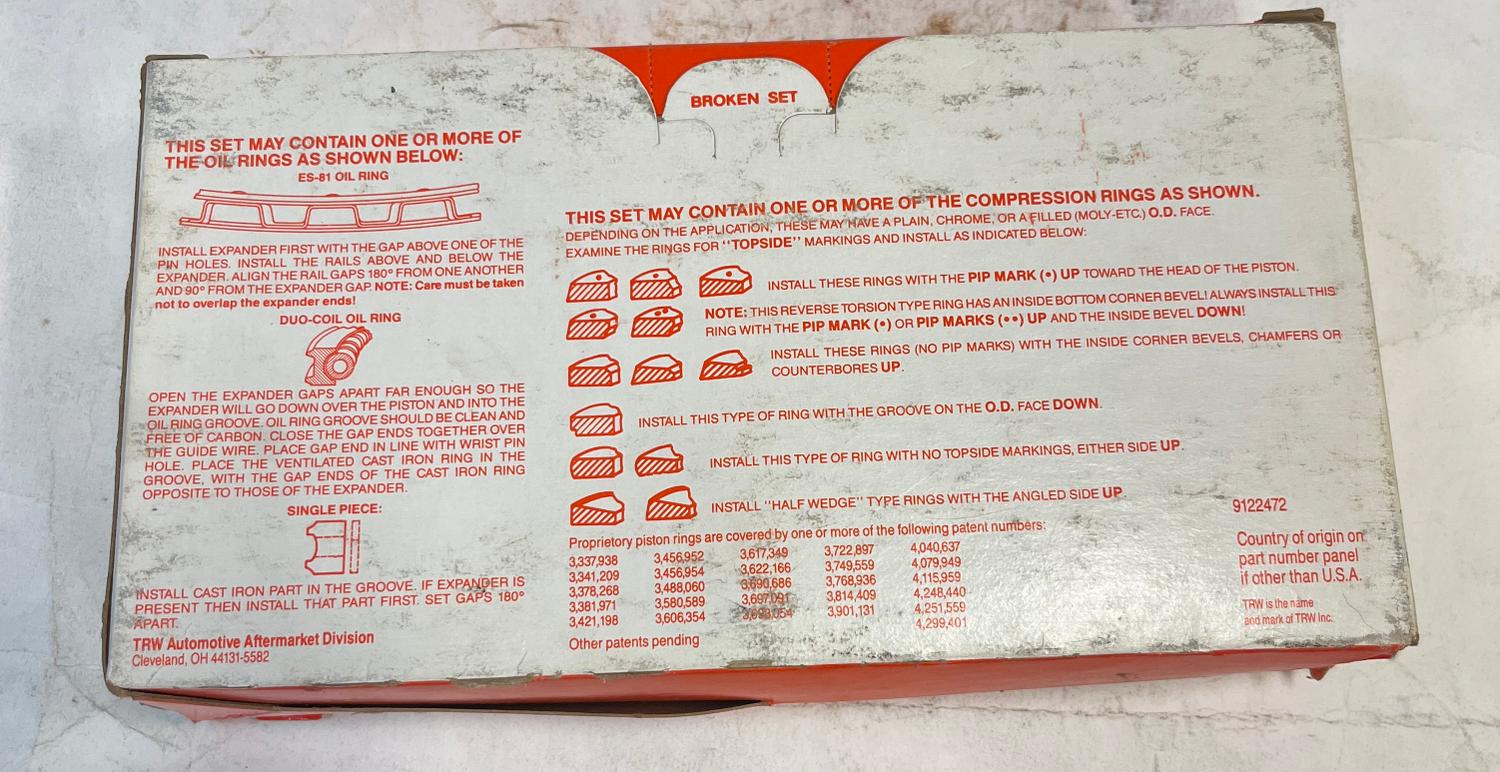 BROKEN SET
THIS SET MAY CONTAIN ONE OR MORE OF
THE OIL RINGS AS SHOWN BELOW:
ES-81 OIL RING
INSTALL EXPANDER FIRST WITH THE GAP ABOVE ONE OF THE
PIN HOLES. INSTALL THE RAILS ABOVE AND BELOW THE
EXPANDER. ALIGN THE RAIL GAPS 180° FROM ONE ANOTHER
AND 90° FROM THE EXPANDER GAP. NOTE: Care must be taken
not to overlap the expander ends!
DUO-COIL OIL RING
OPEN THE EXPANDER GAPS APART FAR ENOUGH SO THE
EXPANDER WILL GO DOWN OVER THE PISTON AND INTO THE
OIL RING GROOVE. OIL RING GROOVE SHOULD BE CLEAN AND
FREE OF CARBON. CLOSE THE GAP ENDS TOGETHER OVER
THE GUIDE WIRE. PLACE GAP END IN LINE WITH WRIST PIN
HOLE. PLACE THE VENTILATED CAST IRON RING IN THE
GROOVE, WITH THE GAP ENDS OF THE CAST IRON RING
OPPOSITE TO THOSE OF THE EXPANDER.
SINGLE PIECE:
INSTALL CAST IRON PART IN THE GROOVE. IF EXPANDER IS
PRESENT THEN INSTALL THAT PART FIRST. SET GAPS 180°
APART.
TRW Automotive Aftermarket Division
Cleveland, OH 44131-5582
THIS SET MAY CONTAIN ONE OR MORE OF THE COMPRESSION RINGS AS SHOWN.
DEPENDING ON THE APPLICATION, THESE MAY HAVE A PLAIN, CHROME, OR A FILLED (MOLY-ETC.) O.D. FACE.
EXAMINE THE RINGS FOR "TOPSIDE" MARKINGS AND INSTALL AS INDICATED BELOW:
INSTALL THESE RINGS WITH THE PIP MARK (•) UP TOWARD THE HEAD OF THE PISTON.
NOTE: THIS REVERSE TORSION TYPE RING HAS AN INSIDE BOTTOM CORNER BEVEL! ALWAYS INSTALL THIS
RING WITH THE PIP MARK (•) OR PIP MARKS (••) UP AND THE INSIDE BEVEL DOWN!
INSTALL THESE RINGS (NO PIP MARKS) WITH THE INSIDE CORNER BEVELS, CHAMFERS OR
COUNTERBORES UP.
INSTALL THIS TYPE OF RING WITH THE GROOVE ON THE O.D. FACE DOWN.
INSTALL THIS TYPE OF RING WITH NO TOPSIDE MARKINGS, EITHER SIDE UP.
INSTALL "HALF WEDGE" TYPE RINGS WITH THE ANGLED SIDE UP.
Proprietary piston rings are covered by one or more of the following patent numbers:
3,337,938 3,456,952 3,617,349 3,722,897 4,040,637
3,341,209 3,456,954 3,622,166 3,749,559 4,079,949
3,378,268 3,488,060 3,690,686 3,768,936 4,115,959
3,381,971 3,580,589 3,697,091 3,814,409 4,248,440
3,421,198 3,606,354 3,698,054 3,901,131 4,251,559
4,299,401
Other patents pending
9122472
Country of origin on
part number panel
if other than U.S.A.
TRW is the name
and mark of TRW Inc.